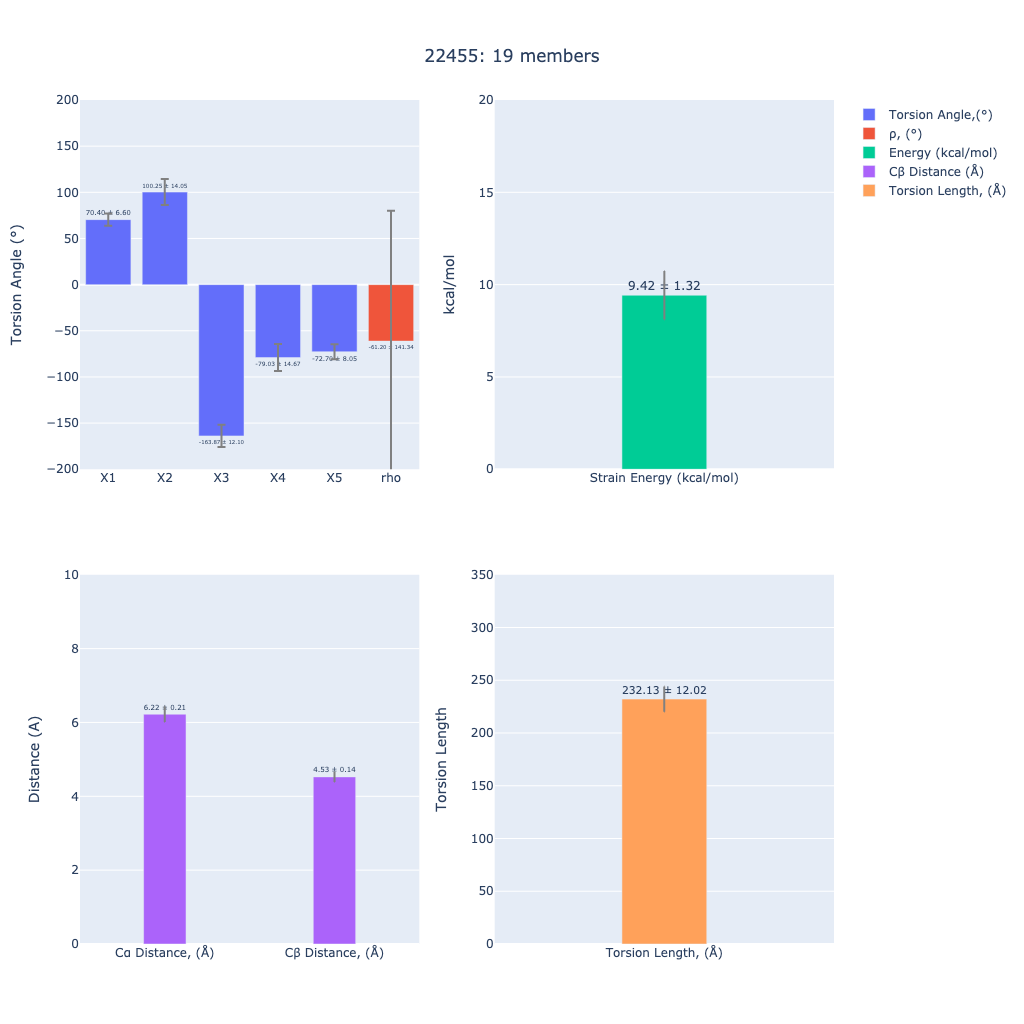 22455: 19 members
Torsion Angle (°)
200
150
100
50
0
−50
−100
−150
−200
70.40 ± 6.60
100.25 ± 14.05
-163.87 ± 12.10
-79.03 ± 14.67
-72.70 ± 8.05
-61.20 ± 141.34
X1
X2
X3
X4
X5
rho
kcal/mol
20
15
10
5
0
9.42 ± 1.32
Strain Energy (kcal/mol)
Torsion Angle,(°)
ρ, (°)
Energy (kcal/mol)
Cβ Distance (Å)
Torsion Length, (Å)
Distance (A)
10
8
6
4
2
0
6.22 ± 0.21
4.53 ± 0.14
Cα Distance, (Å)
Cβ Distance, (Å)
Torsion Length
350
300
250
200
150
100
50
0
232.13 ± 12.02
Torsion Length, (Å)